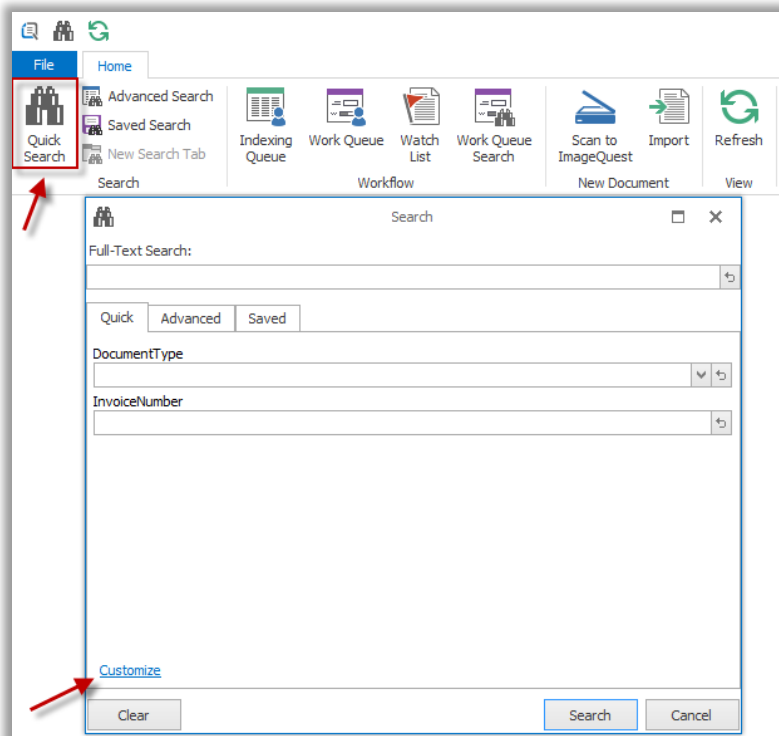 File
Home
Quick
Search
Advanced Search
Saved Search
New Search Tab
Indexing
Queue
Work Queue
Watch
List
Work Queue
Search
Scan to
ImageQuest
Import
Refresh
Search
Workflow
New Document
View
Search
Full-Text Search:
Quick
Advanced
Saved
DocumentType
InvoiceNumber
Customize
Clear
Search
Cancel